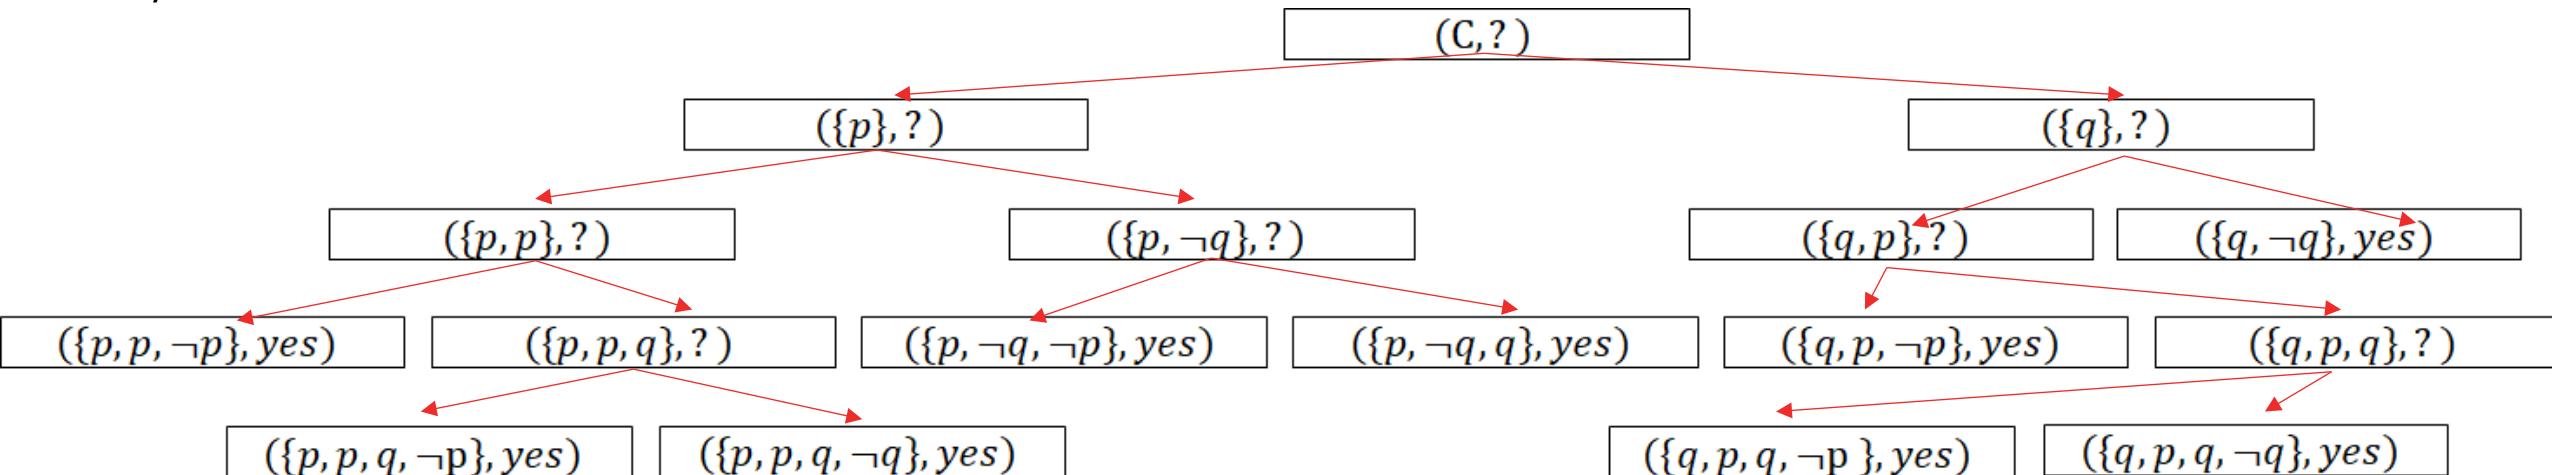 (C, ? )
({p}, ? ) ({q}, ? )
({p, p}, ? ) ({p, ¬q}, ? ) ({q, p}, ? ) ({q, ¬q}, yes)
({p, p, ¬p}, yes) ({p, p, q}, ? ) ({p, ¬q, ¬p}, yes) ({p, ¬q, q}, yes) ({q, p, ¬p}, yes) ({q, p, q}, ? )
({p, p, q, ¬p}, yes) ({p, p, q, ¬q}, yes) ({q, p, q, ¬p }, yes) ({q, p, q, ¬q}, yes)